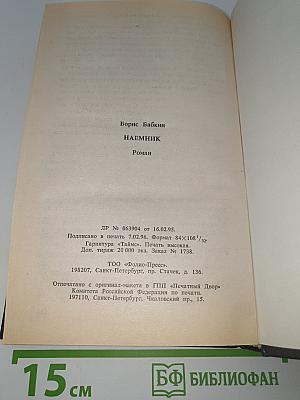 Борис Бабкин
НАЕМНИК
Роман
ЛР № 063904 от 16.02.95.
Подписано в печать 7.02.96. Формат 84×108 1/32.
Гарнитура «Таймс». Печать высокая.
Доп. тираж 20 000 экз. Заказ № 1738.
ТОО «Фолио-Пресс».
198207, Санкт-Петербург, пр. Стачек, д. 136.
Отпечатано с оригинал-макета в ГПП «Печатный Двор»
Комитета Российской Федерации по печати.
197110, Санкт-Петербург, Чкаловский пр., 15.
15 см
БФ БИБЛИОФАН